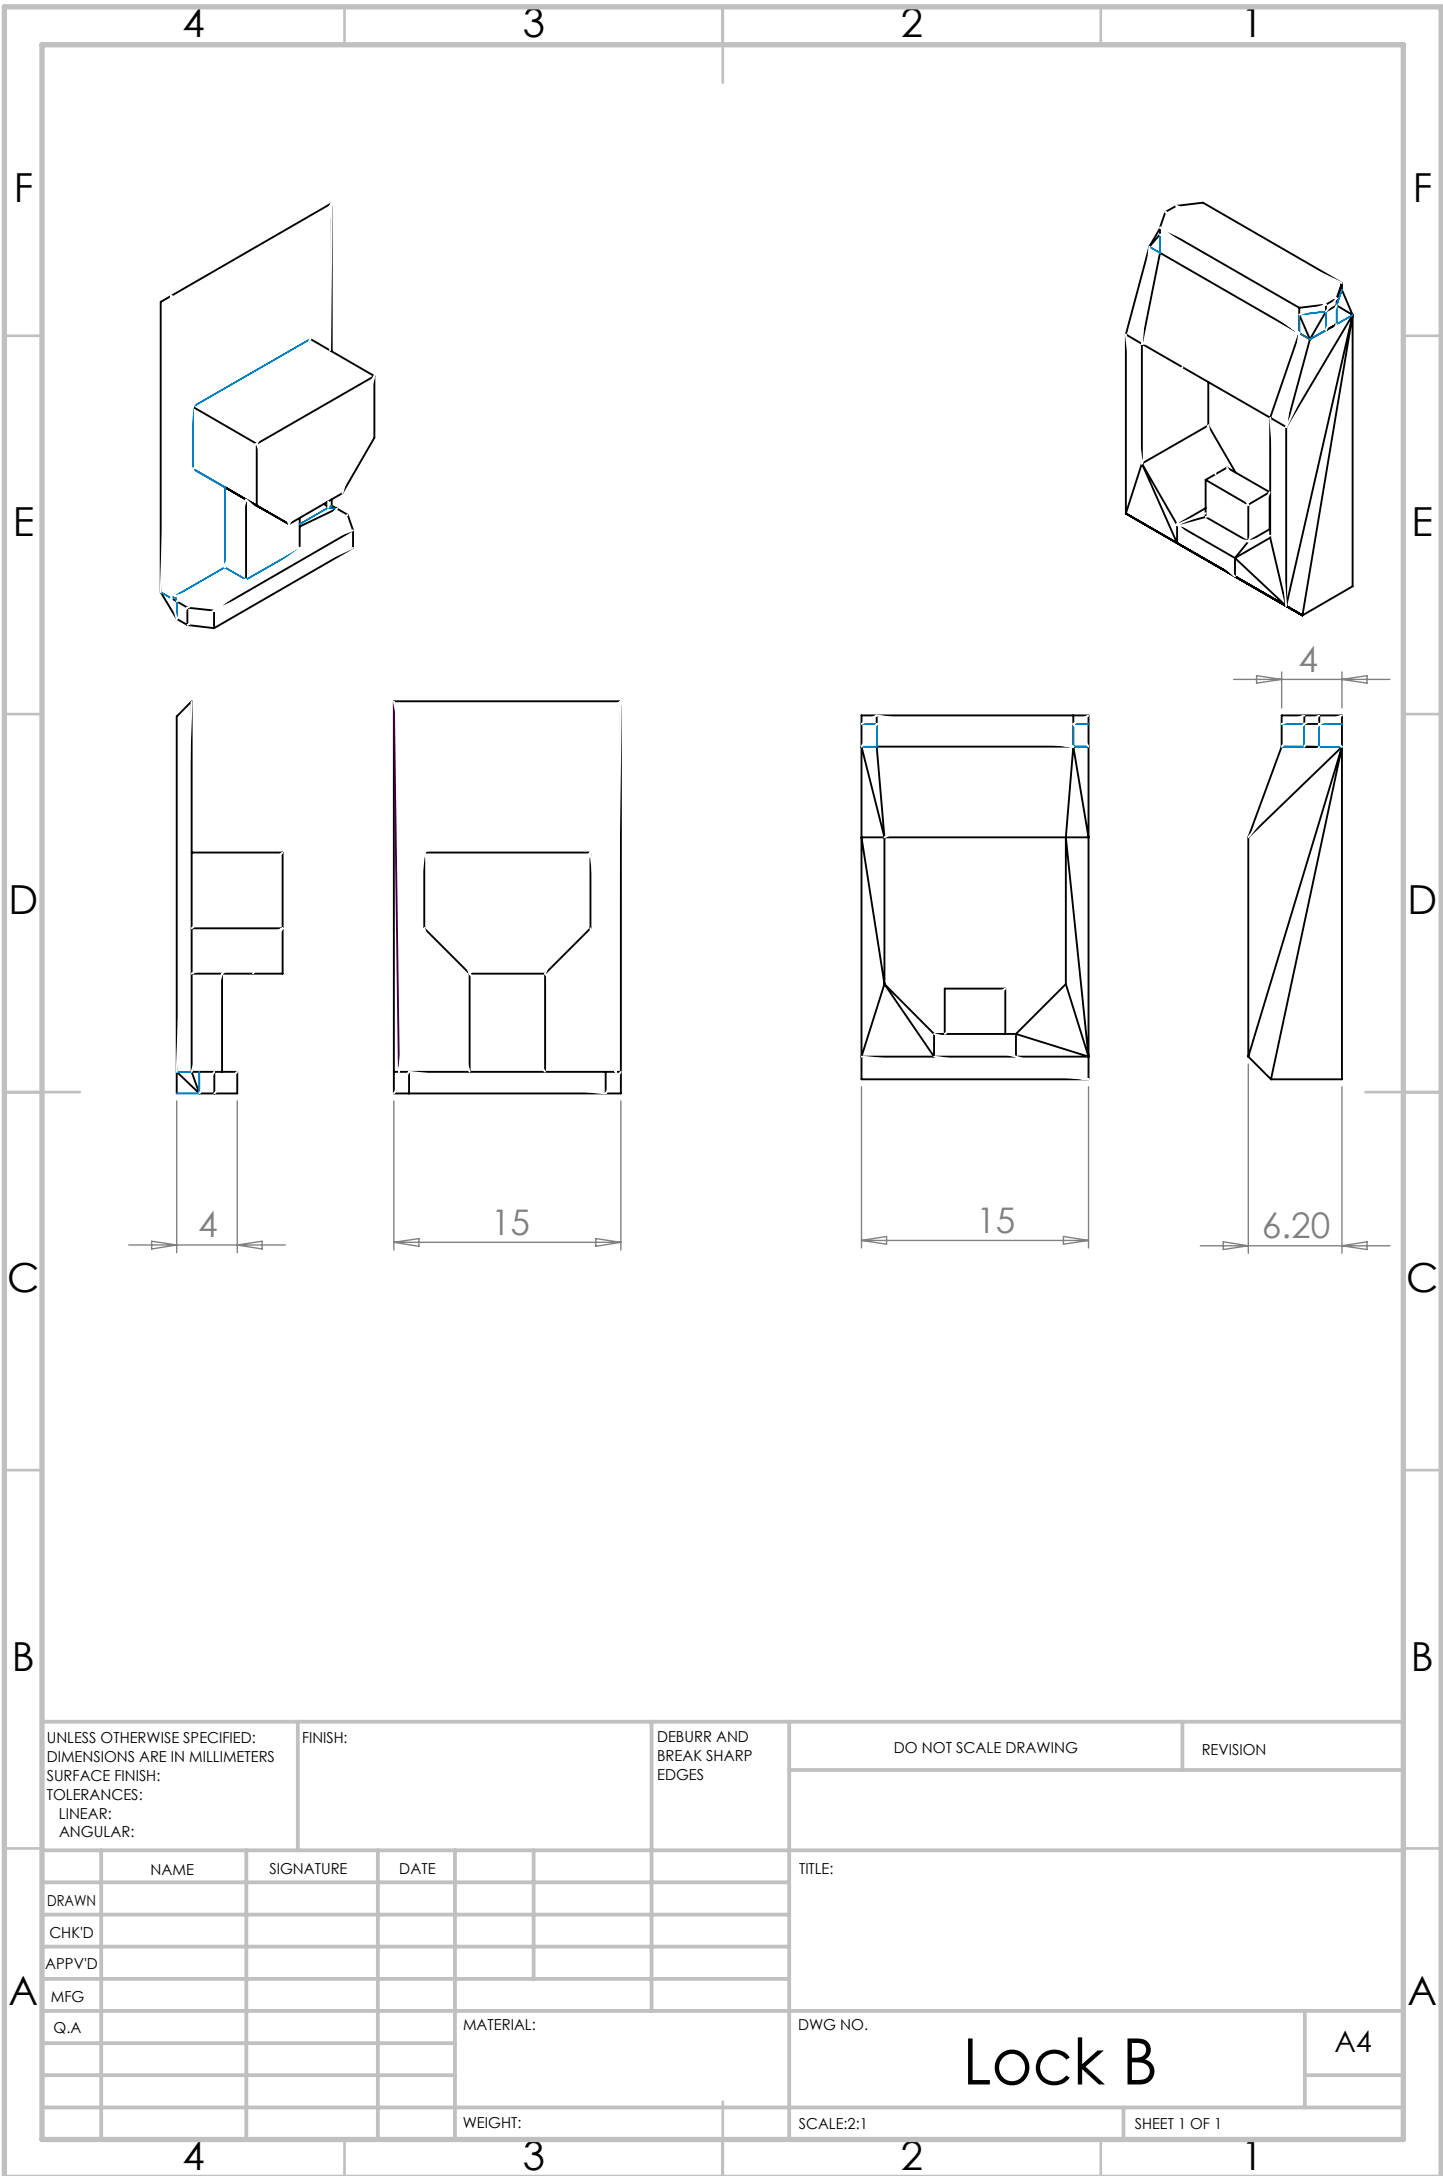 4 3 2 1
F F
E E
4
D D
4 15 15 6.20
C C
B B
UNLESS OTHERWISE SPECIFIED:
DIMENSIONS ARE IN MILLIMETERS
SURFACE FINISH:
TOLERANCES:
LINEAR:
ANGULAR:
FINISH:
DEBURR AND
BREAK SHARP
EDGES
DO NOT SCALE DRAWING
REVISION
NAME SIGNATURE DATE
TITLE:
DRAWN
CHK'D
APPV'D
A A
MFG
Q.A
MATERIAL:
DWG NO.
Lock B
A4
WEIGHT:
SCALE:2:1
SHEET 1 OF 1
4 3 2 1